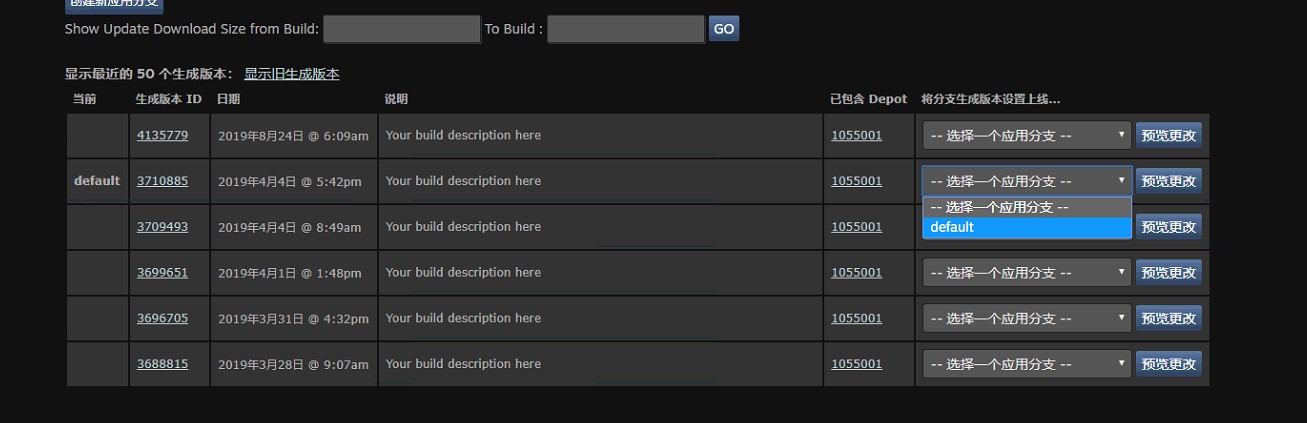 创建新应用分支
Show Update Download Size from Build: To Build : GO
显示最近的 50 个生成版本： 显示旧生成版本
当前 生成版本 ID 日期 说明 已包含 Depot 将分支生成版本设置上线...
4135779 2019年8月24日 @ 6:09am Your build description here 1055001 -- 选择一个应用分支 -- 预览更改
default 3710885 2019年4月4日 @ 5:42pm Your build description here 1055001 -- 选择一个应用分支 -- 预览更改
-- 选择一个应用分支 --
3709493 2019年4月4日 @ 8:49am Your build description here 1055001 default 预览更改
3699651 2019年4月1日 @ 1:48pm Your build description here 1055001 -- 选择一个应用分支 -- 预览更改
3696705 2019年3月31日 @ 4:32pm Your build description here 1055001 -- 选择一个应用分支 -- 预览更改
3688815 2019年3月28日 @ 9:07am Your build description here 1055001 -- 选择一个应用分支 -- 预览更改